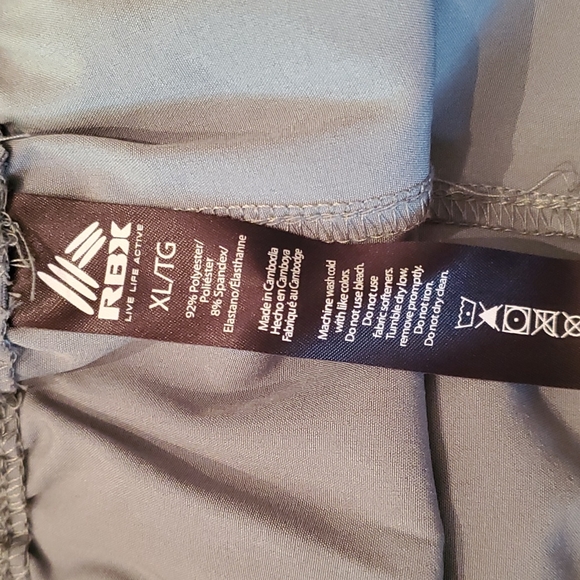 RBX
LIVE LIFE ACTIVE
XL/TG
92% Polyester/
Poliéster
8% Spandex/
Elastano/Élasthanne
Made in Cambodia
Hecho au Camboya
Fabriqué au Cambodge
Machine wash cold
with like colors.
Do not use bleach.
Do not use
fabric softeners.
Tumble dry low,
remove promptly.
Do not iron.
Do not dry clean.